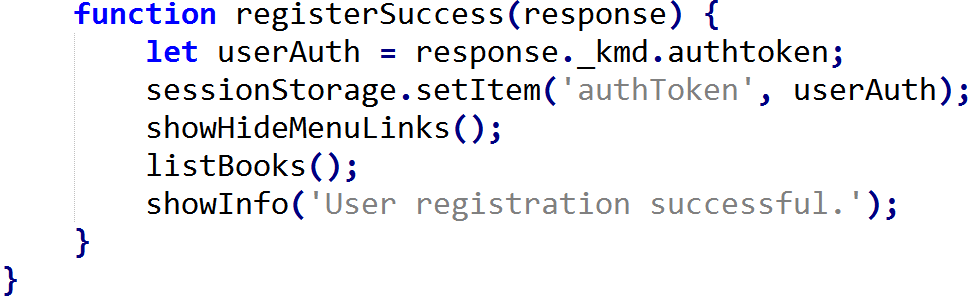 function registerSuccess(response) {
let userAuth = response._kmd.authtoken;
sessionStorage.setItem('authToken', userAuth);
showHideMenuLinks();
listBooks();
showInfo('User registration successful.');
}
}